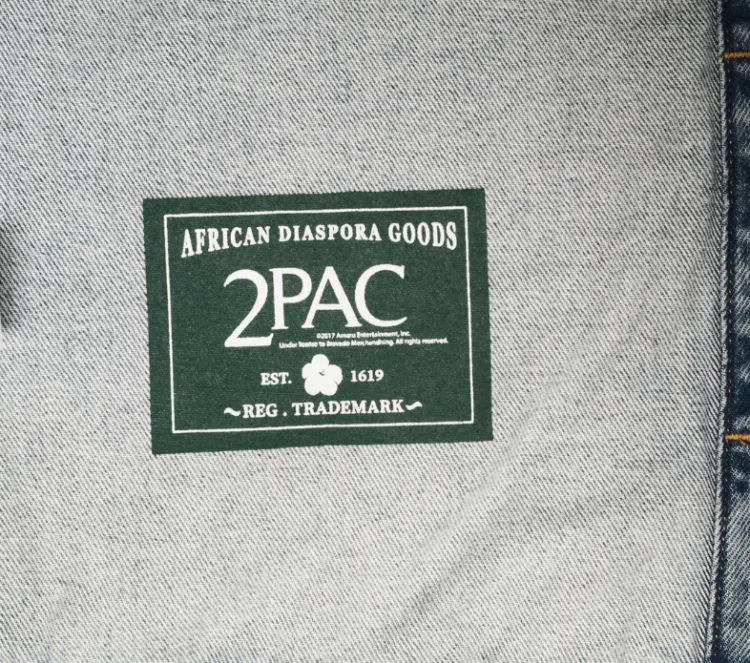 AFRICAN DIASPORA GOODS
2PAC
©2017 Amaru Entertainment, Inc.
Under license to Bravado Merchandising. All rights reserved.
EST. 1619
~REG . TRADEMARK~